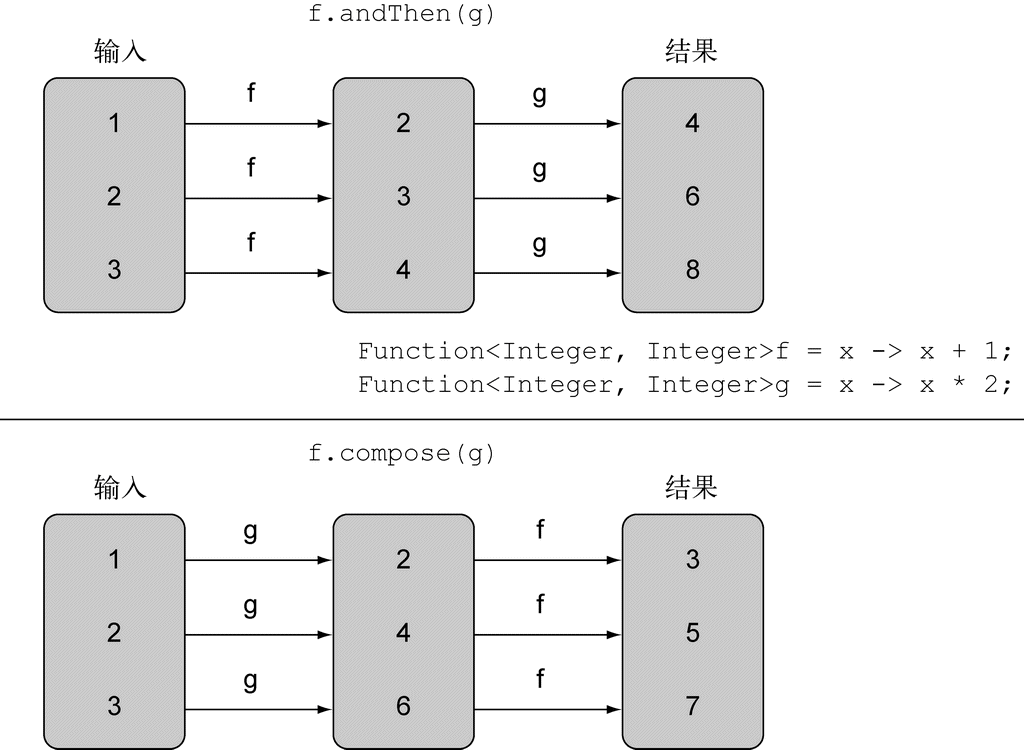 f.andThen(g)
输入 结果
f g
1 2 4
f g
2 3 6
f g
3 4 8
Function<Integer, Integer>f = x -> x + 1;
Function<Integer, Integer>g = x -> x * 2;
f.compose(g)
输入 结果
g f
1 2 3
g f
2 4 5
g f
3 6 7